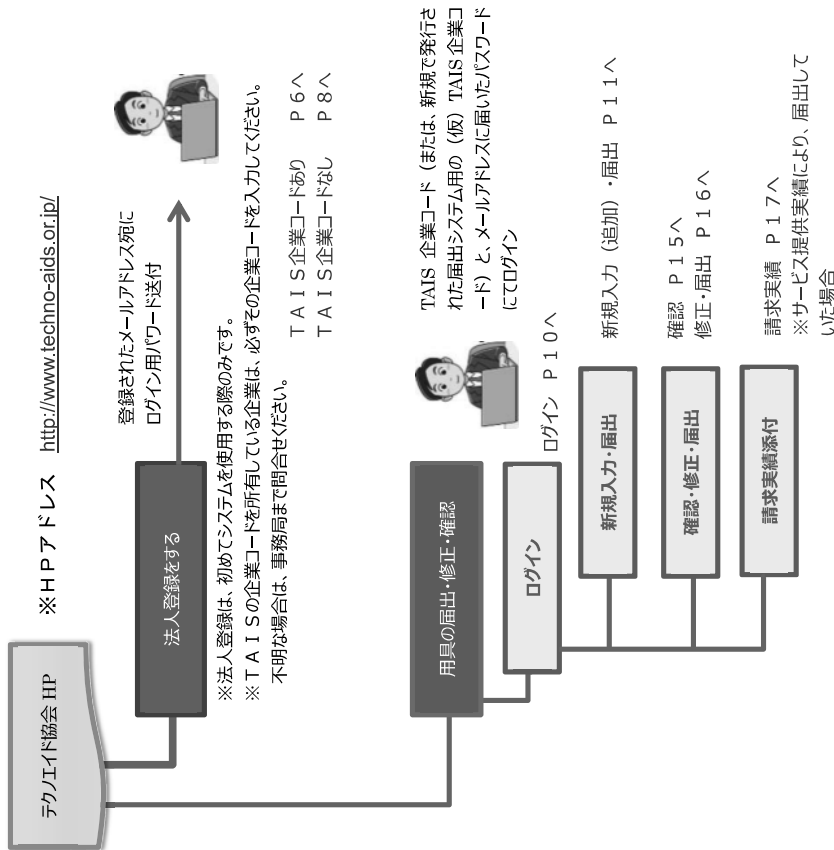 テクノエイド協会 HP
※ＨＰアドレス http://www.techno-aids.or.jp/
法人登録をする
登録されたメールアドレス宛に
ログイン用パワード送付
※法人登録は、初めてシステムを使用する際のみです。
※ＴＡＩＳの企業コードを所有している企業は、必ずその企業コードを入力してください。
不明な場合は、事務局まで問合せください。
ＴＡＩＳ企業コードあり　Ｐ６へ
ＴＡＩＳ企業コードなし　Ｐ８へ
用具の届出・修正・確認
TAIS 企業コード（または、新規で発行さ
れた届出システム用の（仮）TAIS 企業コ
ード）と、メールアドレスに届いたパスワード
にてログイン
ログイン
ログイン　Ｐ１０へ
新規入力・届出
新規入力（追加）・届出　Ｐ１１へ
確認・修正・届出
確認　Ｐ１５へ
修正・届出　Ｐ１６へ
請求実績添付
請求実績　Ｐ１７へ
※サービス提供実績により、届出して
いた場合